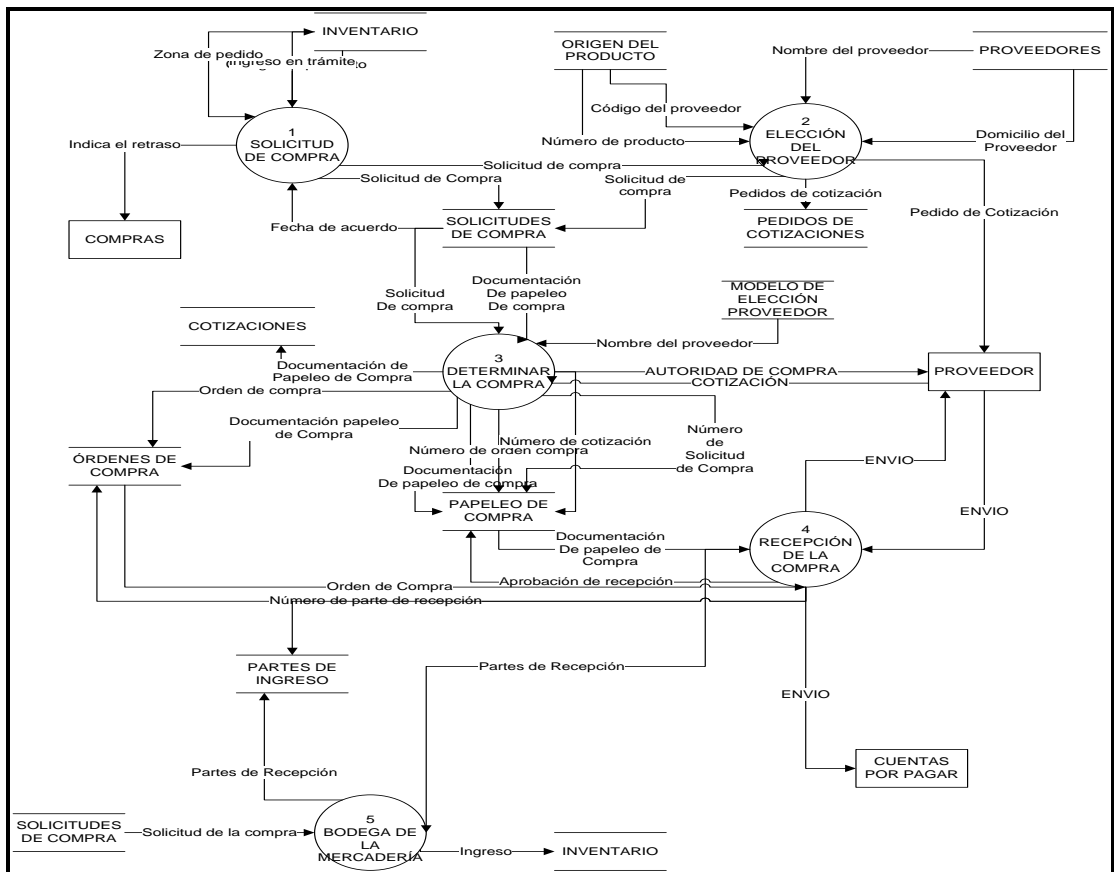 INVENTARIO
Zona de pedido
Ingreso en trámite
ORIGEN DEL
PRODUCTO
Nombre del proveedor
PROVEEDORES
Código del proveedor
Número de producto
1
SOLICITUD
DE COMPRA
2
ELECCIÓN
DEL
PROVEEDOR
Domicilio del
Proveedor
Indica el retraso
Solicitud de compra
Solicitud de Compra
Solicitud de
compra
Pedidos de cotización
Pedido de Cotización
COMPRAS
Fecha de acuerdo
SOLICITUDES
DE COMPRA
PEDIDOS DE
COTIZACIONES
Solicitud
De compra
Documentación
De papeleo
De compra
MODELO DE
ELECCIÓN
PROVEEDOR
COTIZACIONES
Nombre del proveedor
3
DETERMINAR
LA COMPRA
Documentación de
Papeleo de Compra
AUTORIDAD DE COMPRA
COTIZACIÓN
PROVEEDOR
Orden de compra
Documentación papeleo
de Compra
Número de cotización
Número de orden compra
Número
de
Solicitud
de Compra
ÓRDENES DE
COMPRA
Documentación
De papeleo de compra
ENVIO
PAPELEO DE
COMPRA
ENVIO
4
RECEPCIÓN
DE LA
COMPRA
Documentación
De papeleo de
Compra
Aprobación de recepción
Orden de Compra
Número de parte de recepción
PARTES DE
INGRESO
Partes de Recepción
ENVIO
CUENTAS
POR PAGAR
Partes de Recepción
SOLICITUDES
DE COMPRA
Solicitud de la compra
5
BODEGA DE
LA
MERCADERÍA
Ingreso
INVENTARIO